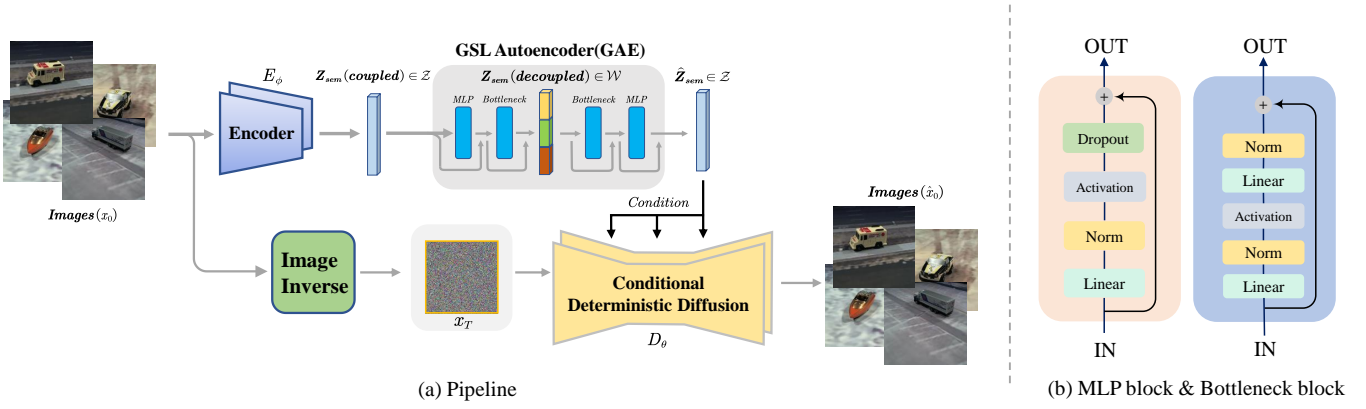 GSL Autoencoder(GAE)
E_ϕ
Z_sem (coupled) ∈ 𝒵
Z_sem (decoupled) ∈ 𝒲
Ẑ_sem ∈ 𝒵
MLP
Bottleneck
Bottleneck
MLP
Encoder
Images(x_0)
Condition
Images(x̂_0)
Image
Inverse
x_T
Conditional
Deterministic Diffusion
D_θ
(a) Pipeline
OUT
+
Dropout
Activation
Norm
Linear
IN
OUT
+
Norm
Linear
Activation
Norm
Linear
IN
(b) MLP block & Bottleneck block